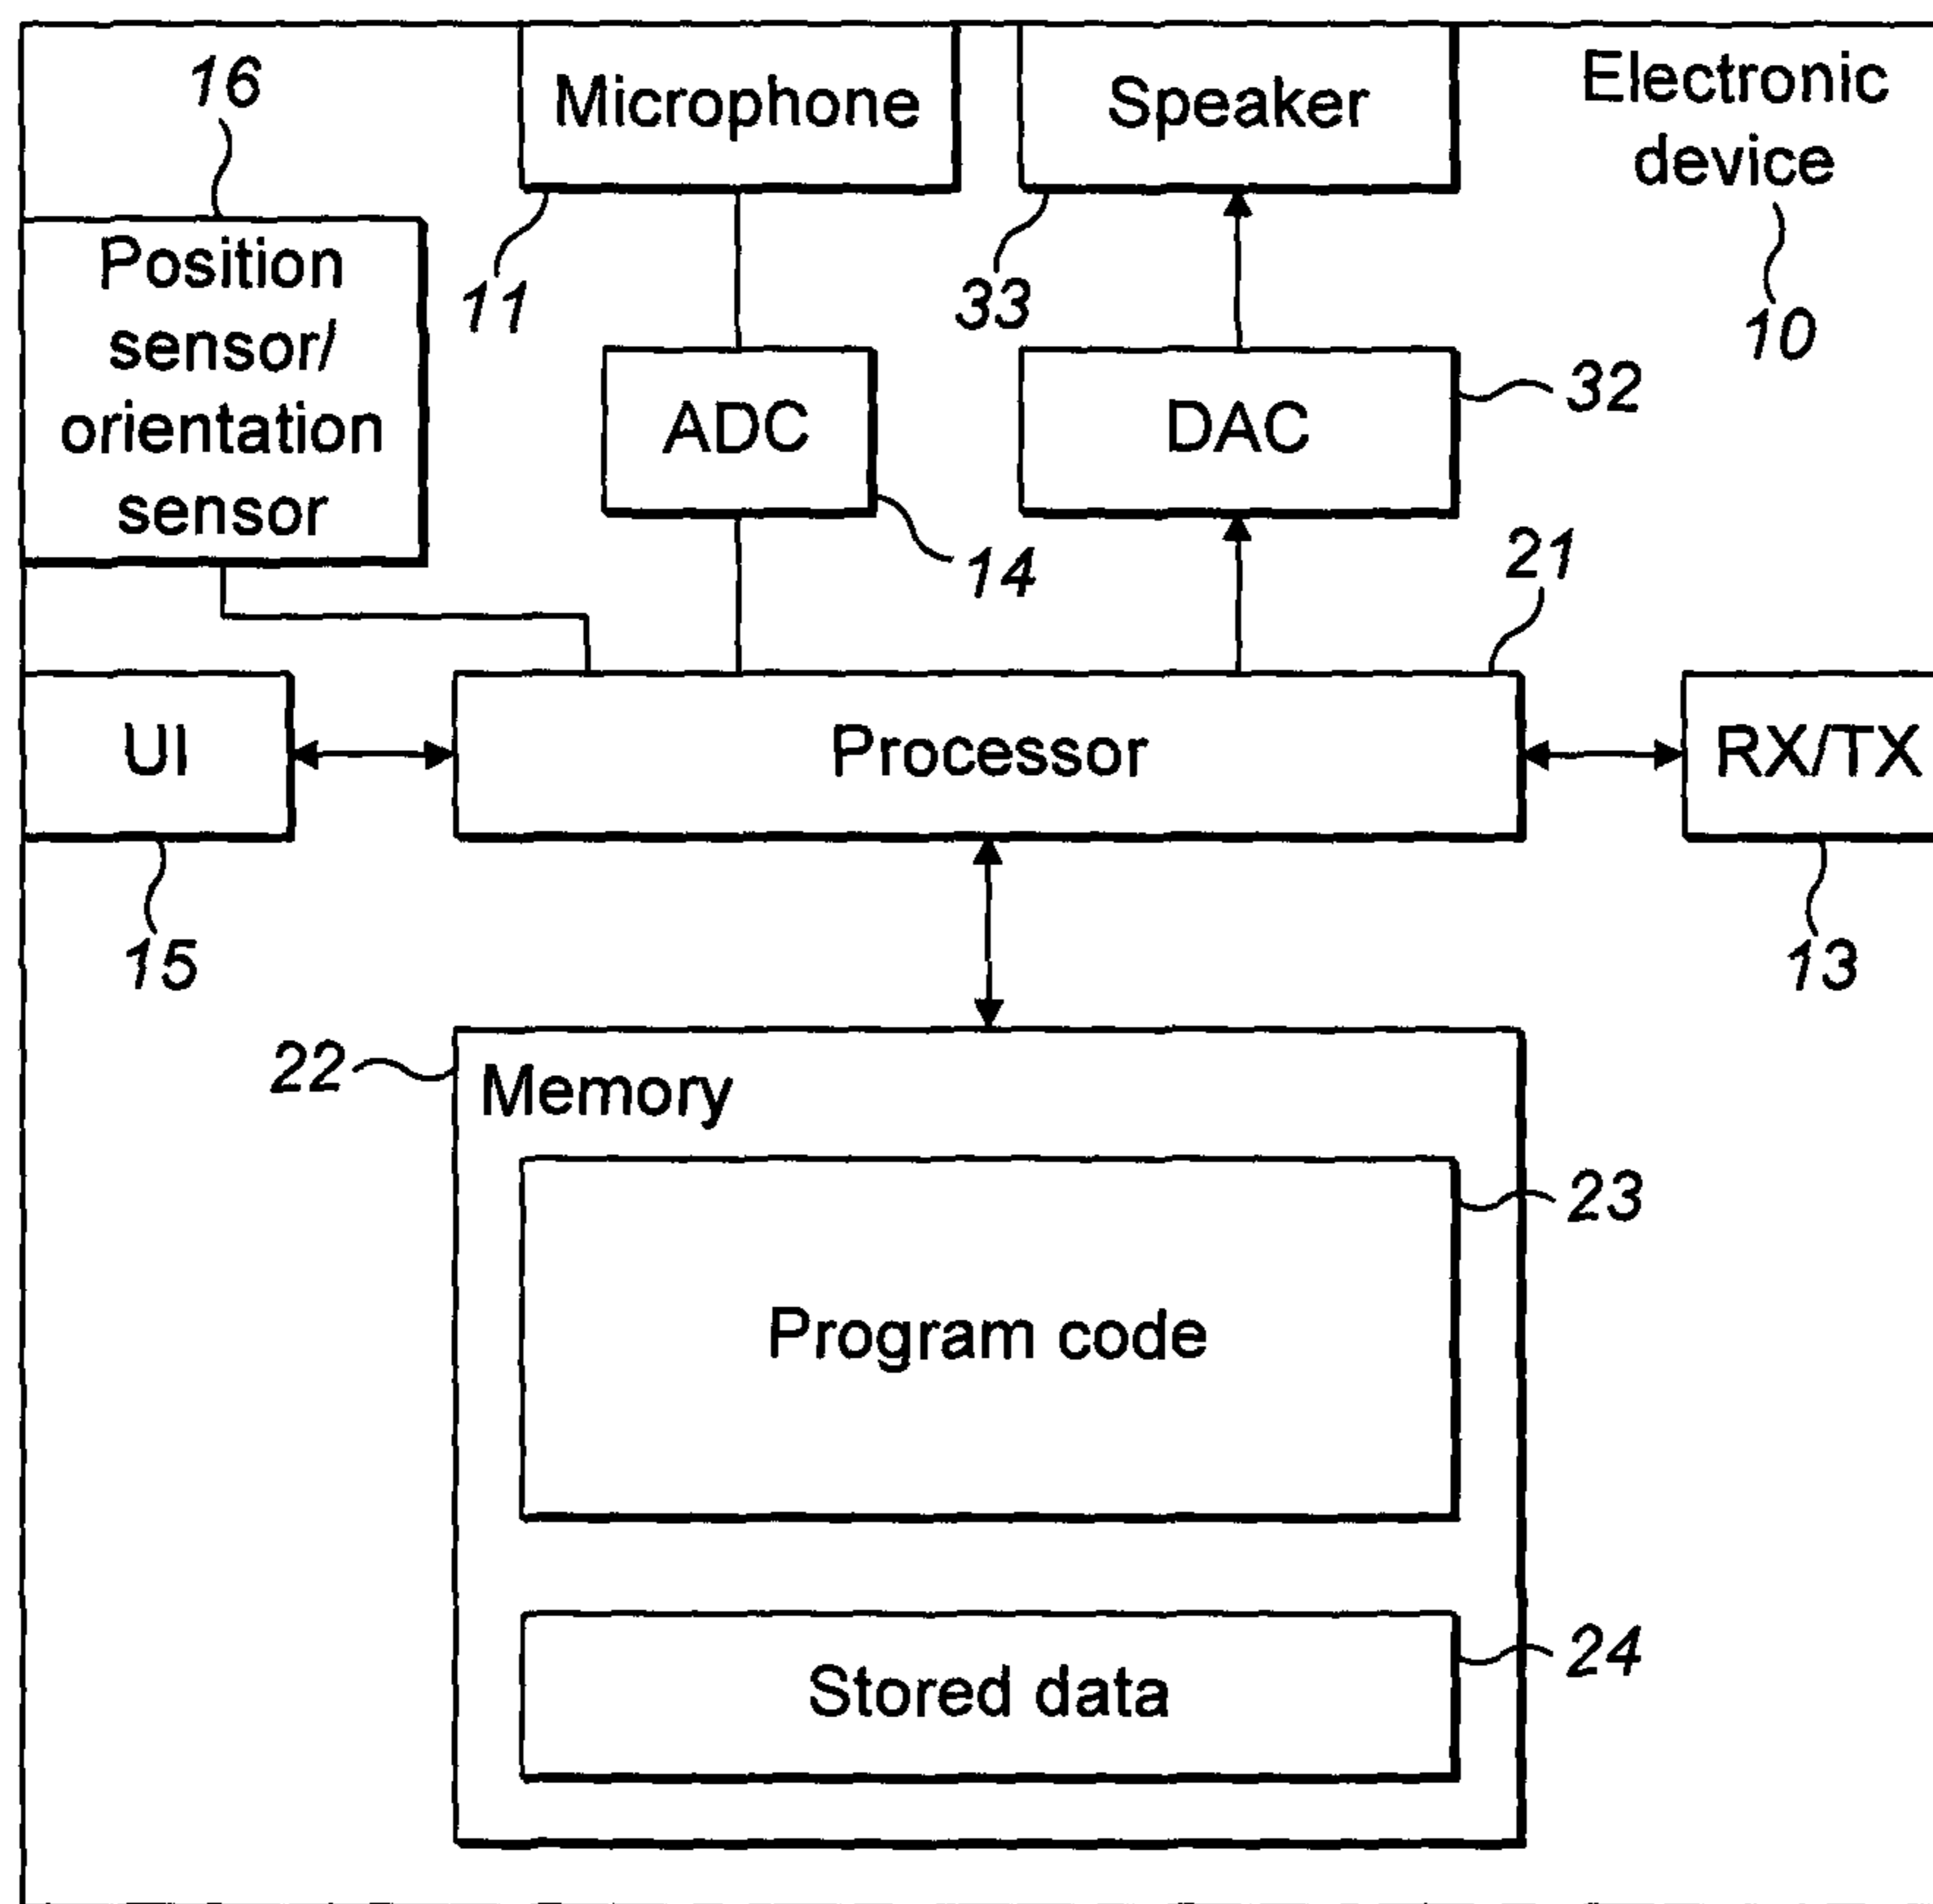 16
Microphone
Speaker
Electronic
device
10
11
33
Position
sensor/
orientation
sensor
ADC
14
DAC
32
21
UI
15
Processor
RX/TX
13
22
Memory
23
Program code
24
Stored data